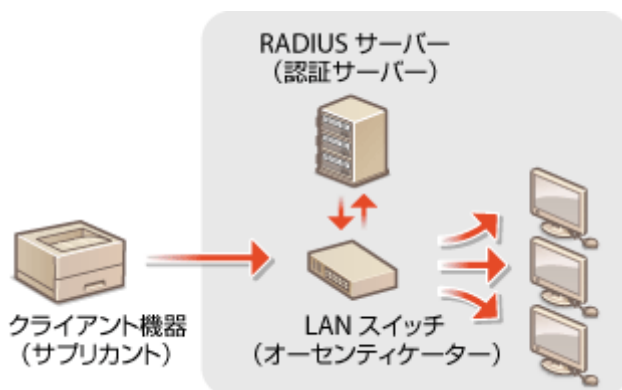 RADIUS サーバー
（認証サーバー）
クライアント機器
（サプリカント）
LAN スイッチ
（オーセンティケーター）